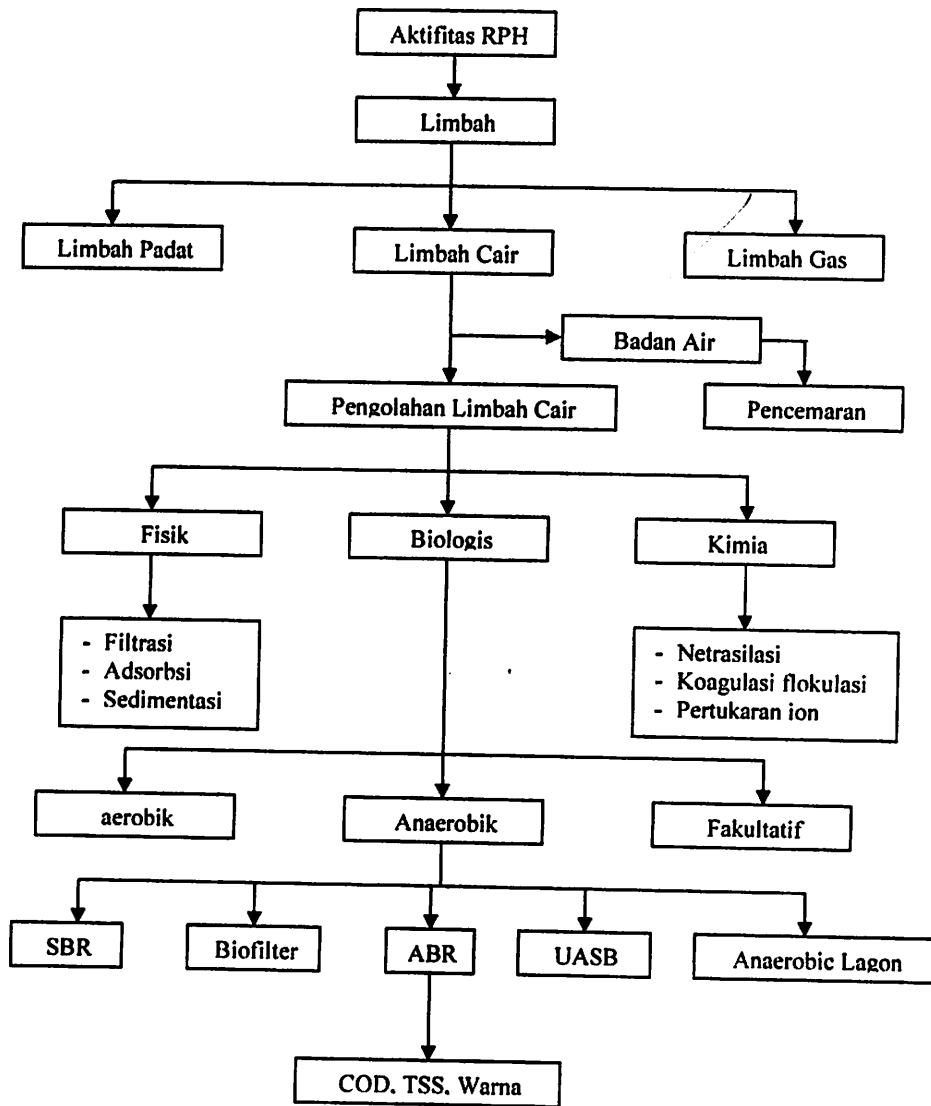 Aktifitas RPH
Limbah
Limbah Padat
Limbah Cair
Limbah Gas
Badan Air
Pengolahan Limbah Cair
Pencemaran
Fisik
Biologis
Kimia
- Filtrasi
- Adsorbsi
- Sedimentasi
- Netrasilasi
- Koagulasi flokulasi
- Pertukaran ion
aerobik
Anaerobik
Fakultatif
SBR
Biofilter
ABR
UASB
Anaerobic Lagon
COD. TSS. Warna